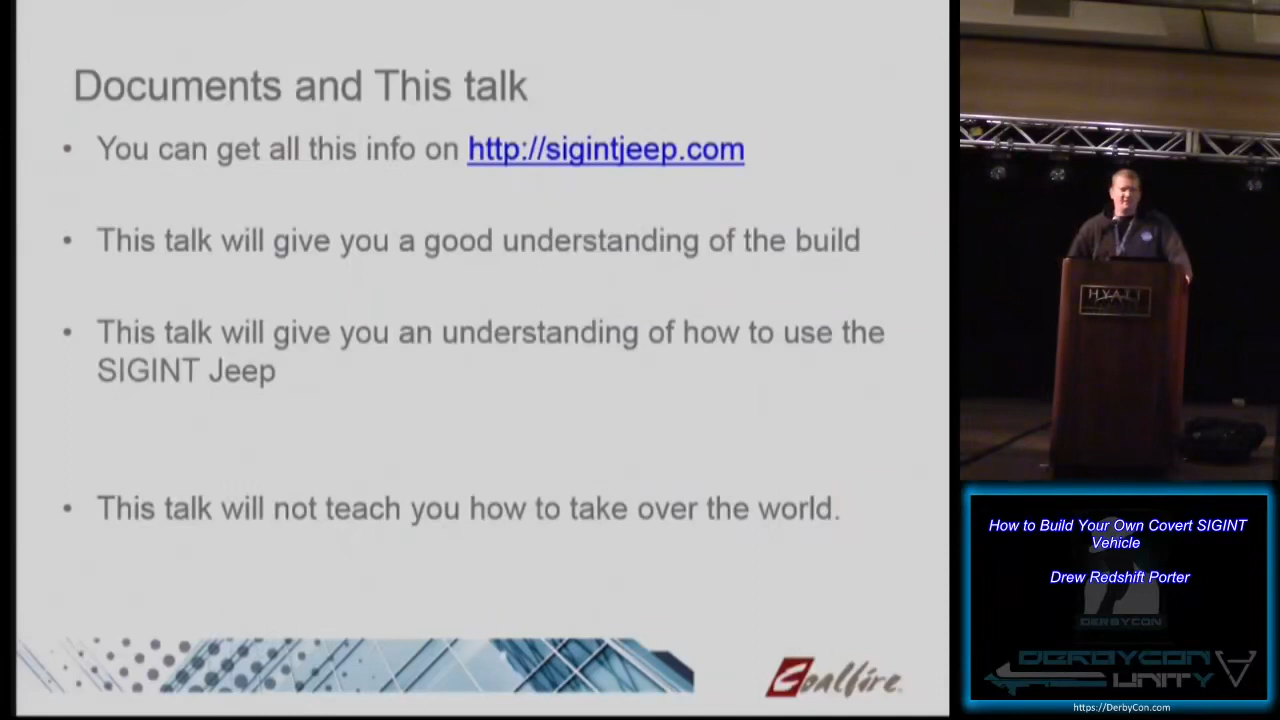 Documents and This talk
• You can get all this info on http://sigintjeep.com
• This talk will give you a good understanding of the build
• This talk will give you an understanding of how to use the
SIGINT Jeep
• This talk will not teach you how to take over the world.
Coalfire
HYATT
How to Build Your Own Covert SIGINT
Vehicle
Drew Redshift Porter
DERBYCON
DERBYCON
UNITY
https://DerbyCon.com